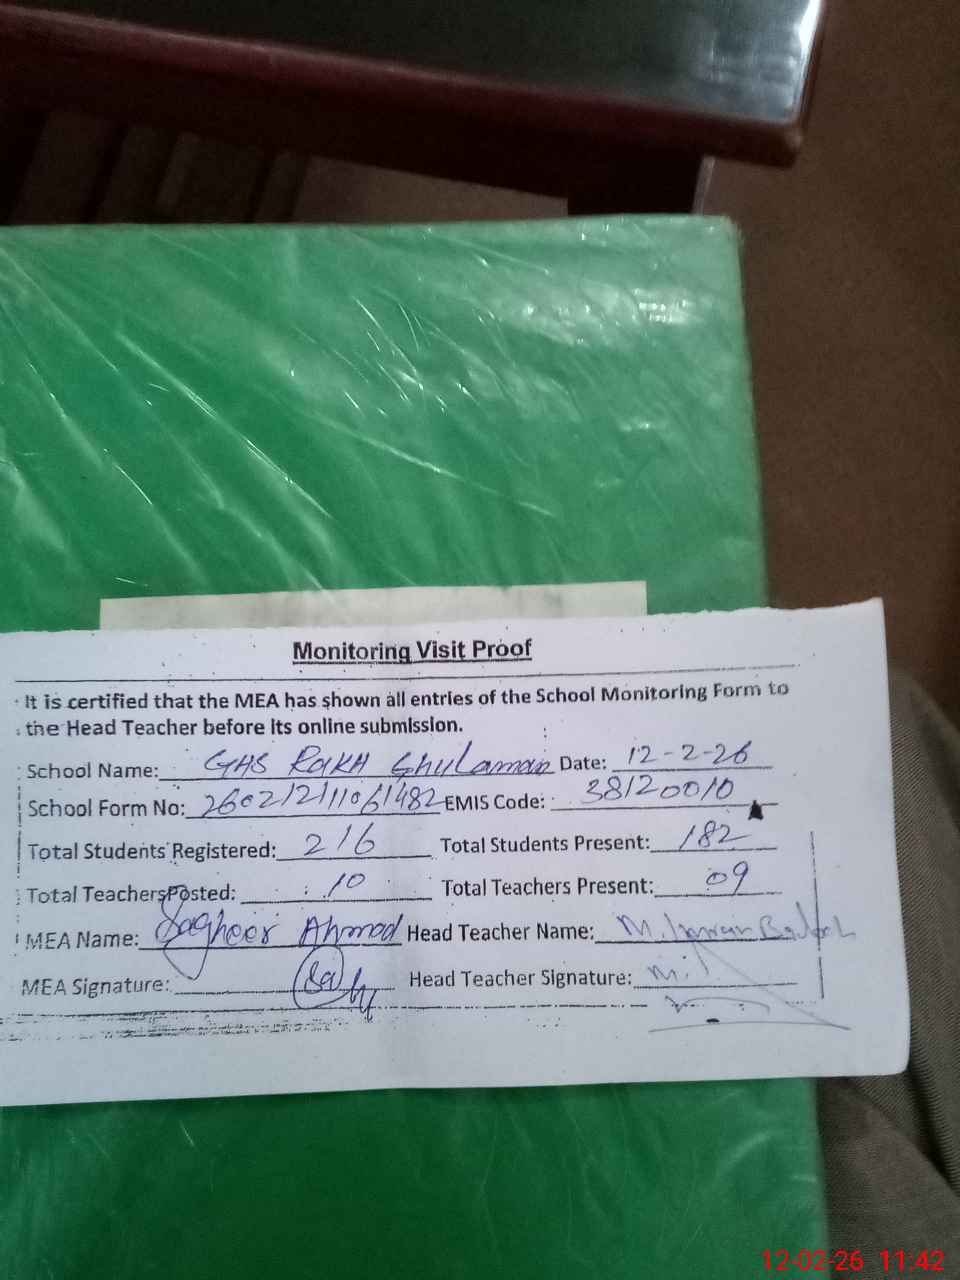 Monitoring Visit Proof
It is certified that the MEA has shown all entries of the School Monitoring Form to
the Head Teacher before its online submission.
School Name: GHS Rakh Ghulaman Date: 12-2-26
School Form No: 26021211061482 EMIS Code: 38120010
Total Students Registered: 216 Total Students Present: 182
Total Teachers Posted: 10 Total Teachers Present: 09
MEA Name: Sagheer Ahmad Head Teacher Name: M.
MEA Signature: Head Teacher Signature:
12-02-26 11:42